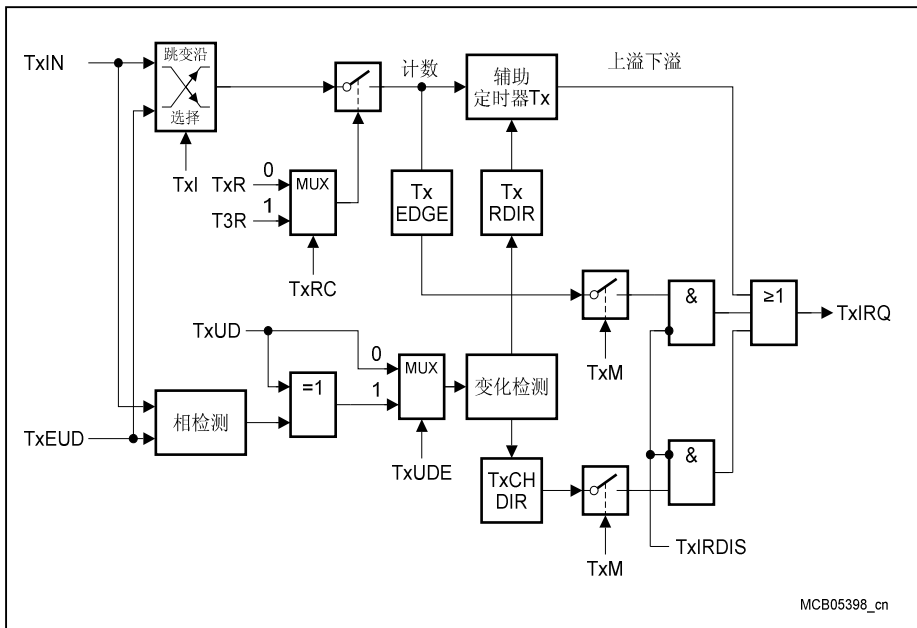 TxIN
跳变沿
选择
TxI
计数
辅助
定时器Tx
上溢下溢
TxR
0
T3R
1
MUX
TxRC
Tx
EDGE
Tx
RDIR
TxM
&
≥1
TxIRQ
TxUD
0
1
=1
MUX
变化检测
相检测
TxEUD
TxUDE
TxCH
DIR
TxM
&
TxIRDIS
MCB05398_cn